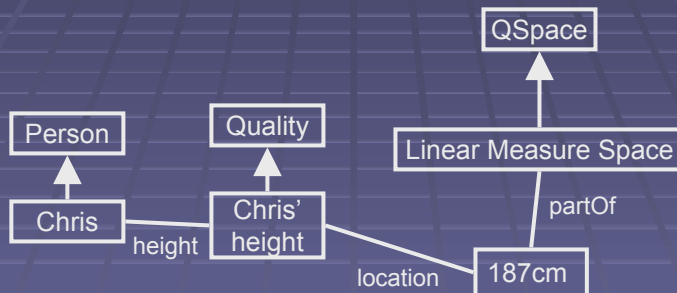 QSpace
Person
Quality
Linear Measure Space
Chris
height
Chris'
height
partOf
location
187cm